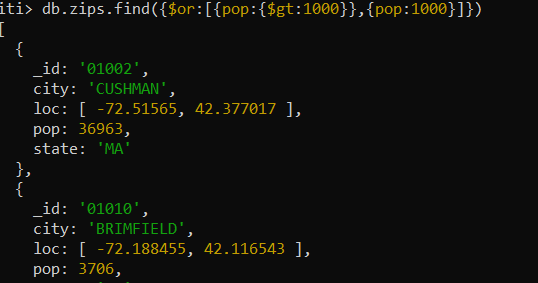 iti> db.zips.find({$or:[{pop:{$gt:1000}},{pop:1000}]})
[
  {
    _id: '01002',
    city: 'CUSHMAN',
    loc: [ -72.51565, 42.377017 ],
    pop: 36963,
    state: 'MA'
  },
  {
    _id: '01010',
    city: 'BRIMFIELD',
    loc: [ -72.188455, 42.116543 ],
    pop: 3706,